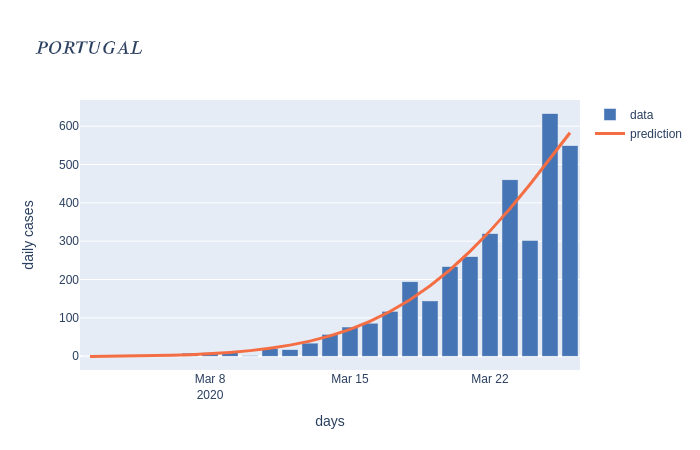 PORTUGAL
data
prediction
daily cases
600
500
400
300
200
100
0
Mar 8
2020
Mar 15
Mar 22
days